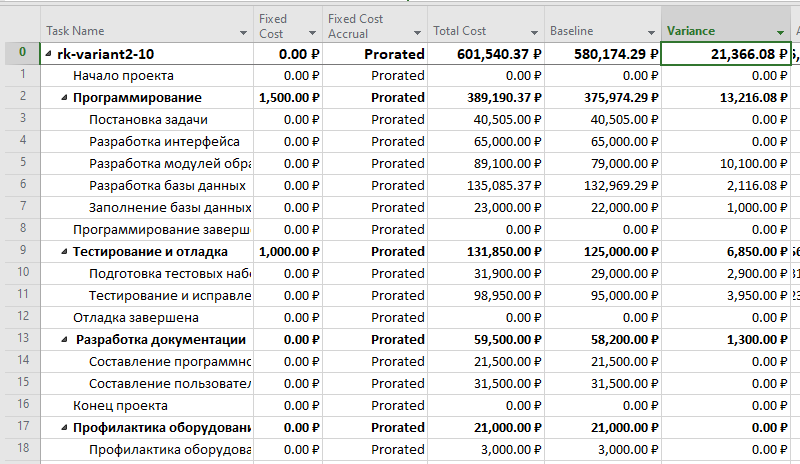 Task Name Fixed Cost Fixed Cost Accrual Total Cost Baseline Variance
0 rk-variant2-10 0.00 ₽ Prorated 601,540.37 ₽ 580,174.29 ₽ 21,366.08 ₽
1 Начало проекта 0.00 ₽ Prorated 0.00 ₽ 0.00 ₽ 0.00 ₽
2 Программирование 1,500.00 ₽ Prorated 389,190.37 ₽ 375,974.29 ₽ 13,216.08 ₽
3 Постановка задачи 0.00 ₽ Prorated 40,505.00 ₽ 40,505.00 ₽ 0.00 ₽
4 Разработка интерфейса 0.00 ₽ Prorated 65,000.00 ₽ 65,000.00 ₽ 0.00 ₽
5 Разработка модулей обра 0.00 ₽ Prorated 89,100.00 ₽ 79,000.00 ₽ 10,100.00 ₽
6 Разработка базы данных 0.00 ₽ Prorated 135,085.37 ₽ 132,969.29 ₽ 2,116.08 ₽
7 Заполнение базы данных 0.00 ₽ Prorated 23,000.00 ₽ 22,000.00 ₽ 1,000.00 ₽
8 Программирование заверш 0.00 ₽ Prorated 0.00 ₽ 0.00 ₽ 0.00 ₽
9 Тестирование и отладка 1,000.00 ₽ Prorated 131,850.00 ₽ 125,000.00 ₽ 6,850.00 ₽
10 Подготовка тестовых наб 0.00 ₽ Prorated 31,900.00 ₽ 29,000.00 ₽ 2,900.00 ₽
11 Тестирование и исправле 0.00 ₽ Prorated 98,950.00 ₽ 95,000.00 ₽ 3,950.00 ₽
12 Отладка завершена 0.00 ₽ Prorated 0.00 ₽ 0.00 ₽ 0.00 ₽
13 Разработка документации 0.00 ₽ Prorated 59,500.00 ₽ 58,200.00 ₽ 1,300.00 ₽
14 Составление программно 0.00 ₽ Prorated 21,500.00 ₽ 21,500.00 ₽ 0.00 ₽
15 Составление пользовател 0.00 ₽ Prorated 31,500.00 ₽ 31,500.00 ₽ 0.00 ₽
16 Конец проекта 0.00 ₽ Prorated 0.00 ₽ 0.00 ₽ 0.00 ₽
17 Профилактика оборудовани 0.00 ₽ Prorated 21,000.00 ₽ 21,000.00 ₽ 0.00 ₽
18 Профилактика оборудова 0.00 ₽ Prorated 3,000.00 ₽ 3,000.00 ₽ 0.00 ₽